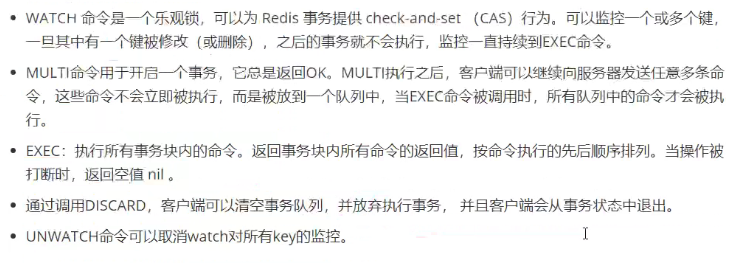 • WATCH 命令是一个乐观锁，可以为 Redis 事务提供 check-and-set （CAS）行为。可以监控一个或多个键，
一旦其中有一个键被修改（或删除），之后的事务就不会执行，监控一直持续到EXEC命令。
• MULTI命令用于开启一个事务，它总是返回OK。MULTI执行之后，客户端可以继续向服务器发送任意多条命
令，这些命令不会立即被执行，而是被放到一个队列中，当EXEC命令被调用时，所有队列中的命令才会被执
行。
• EXEC：执行所有事务块内的命令。返回事务块内所有命令的返回值，按命令执行的先后顺序排列。当操作被
打断时，返回空值 nil 。
• 通过调用DISCARD，客户端可以清空事务队列，并放弃执行事务， 并且客户端会从事务状态中退出。
• UNWATCH命令可以取消watch对所有key的监控。